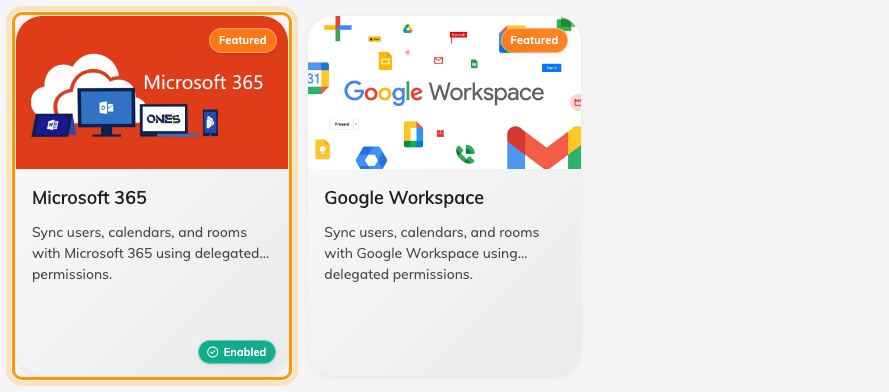 Featured
Microsoft 365
ONES
Microsoft 365
Sync users, calendars, and rooms
with Microsoft 365 using delegated...
permissions.
Enabled
Featured
31
Google Workspace
Present
Google Workspace
Sync users, calendars, and rooms
with Google Workspace using...
delegated permissions.